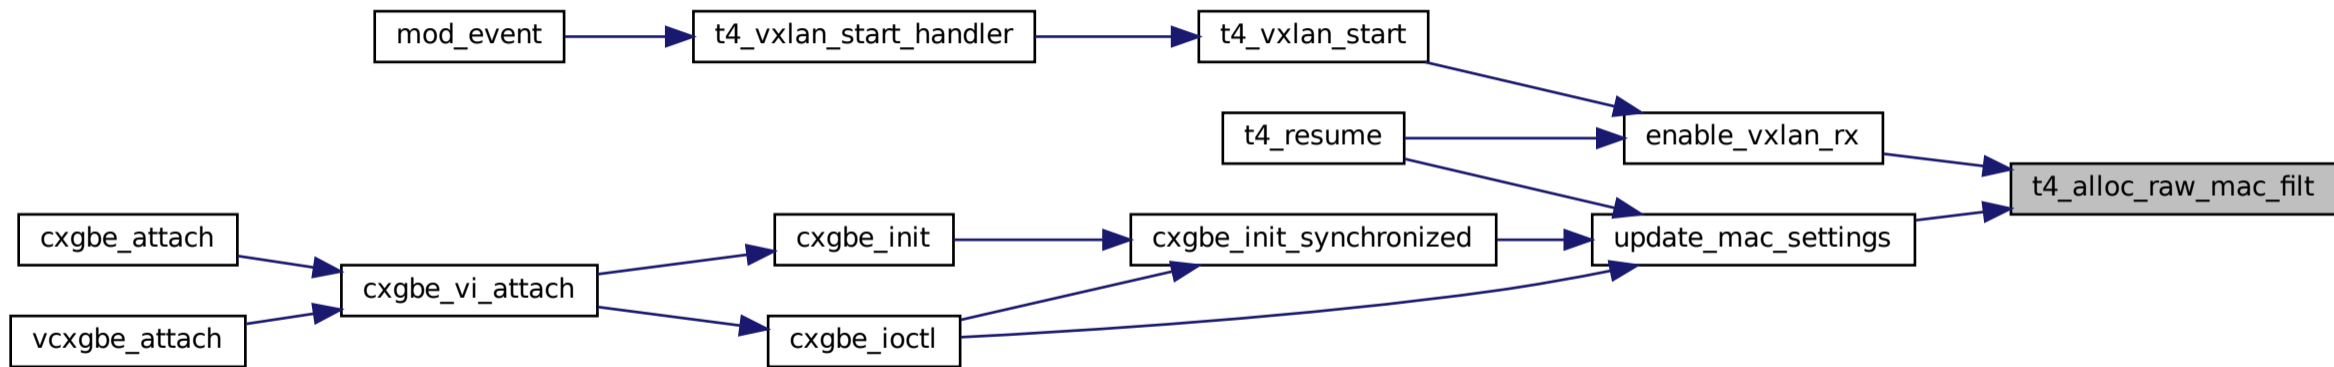 mod_event
t4_vxlan_start_handler
t4_vxlan_start
t4_resume
enable_vxlan_rx
t4_alloc_raw_mac_filt
cxgbe_attach
cxgbe_init
cxgbe_init_synchronized
update_mac_settings
cxgbe_vi_attach
vcxgbe_attach
cxgbe_ioctl